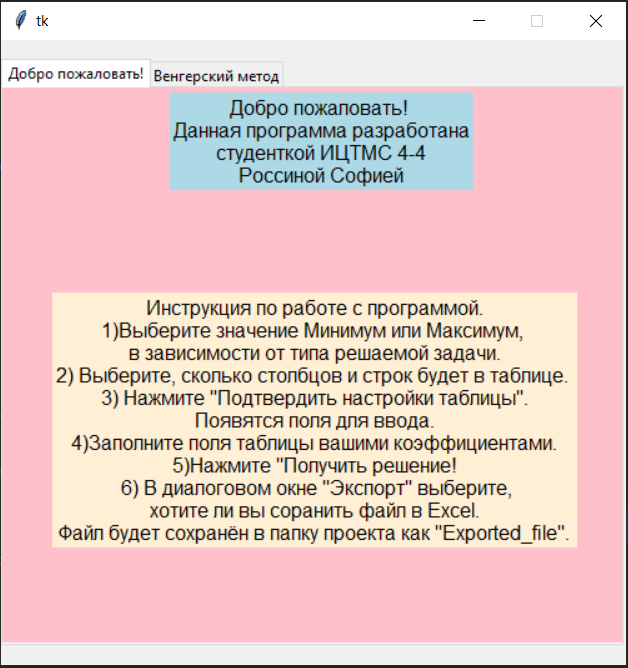 tk
Добро пожаловать!
Венгерский метод
Добро пожаловать!
Данная программа разработана
студенткой ИЦТМС 4-4
Россиной Софией
Инструкция по работе с программой.
1)Выберите значение Минимум или Максимум,
в зависимости от типа решаемой задачи.
2) Выберите, сколько столбцов и строк будет в таблице.
3) Нажмите "Подтвердить настройки таблицы".
Появятся поля для ввода.
4)Заполните поля таблицы вашими коэффициентами.
5)Нажмите "Получить решение!
6) В диалоговом окне "Экспорт" выберите,
хотите ли вы соранить файл в Excel.
Файл будет сохранён в папку проекта как "Exported_file".